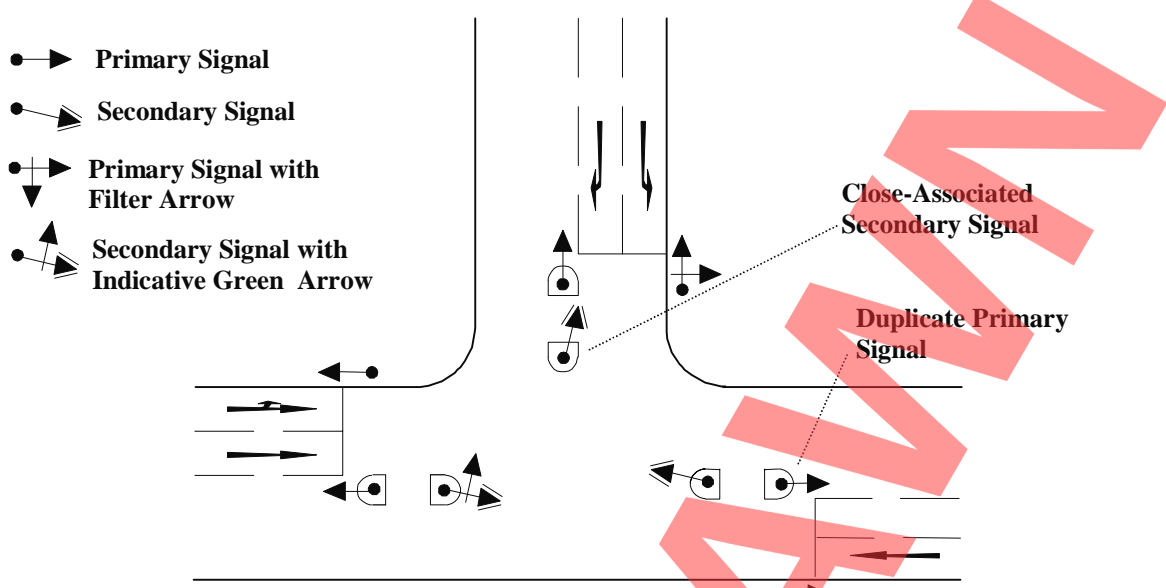 Primary Signal
Secondary Signal
Primary Signal with
Filter Arrow
Secondary Signal with
Indicative Green Arrow
Close-Associated
Secondary Signal
Duplicate Primary
Signal